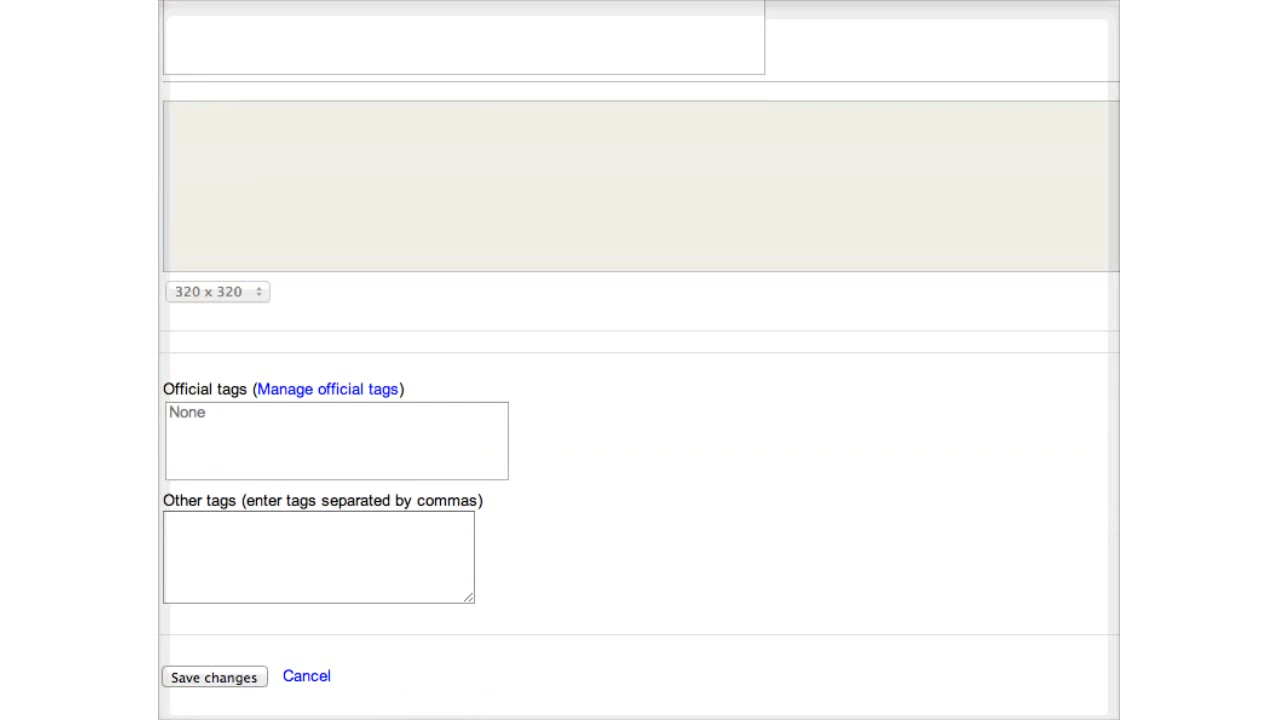 320 x 320
Official tags (Manage official tags)
None
Other tags (enter tags separated by commas)
Save changes Cancel